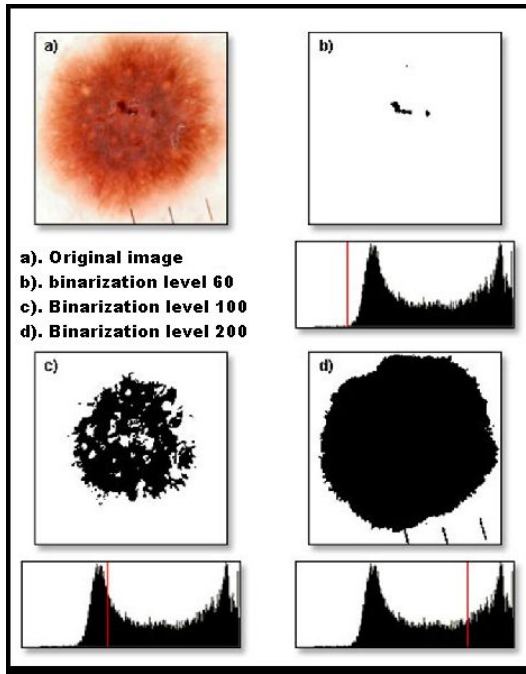 a)
b)
a). Original image
b). binarization level 60
c). Binarization level 100
d). Binarization level 200
c)
d)